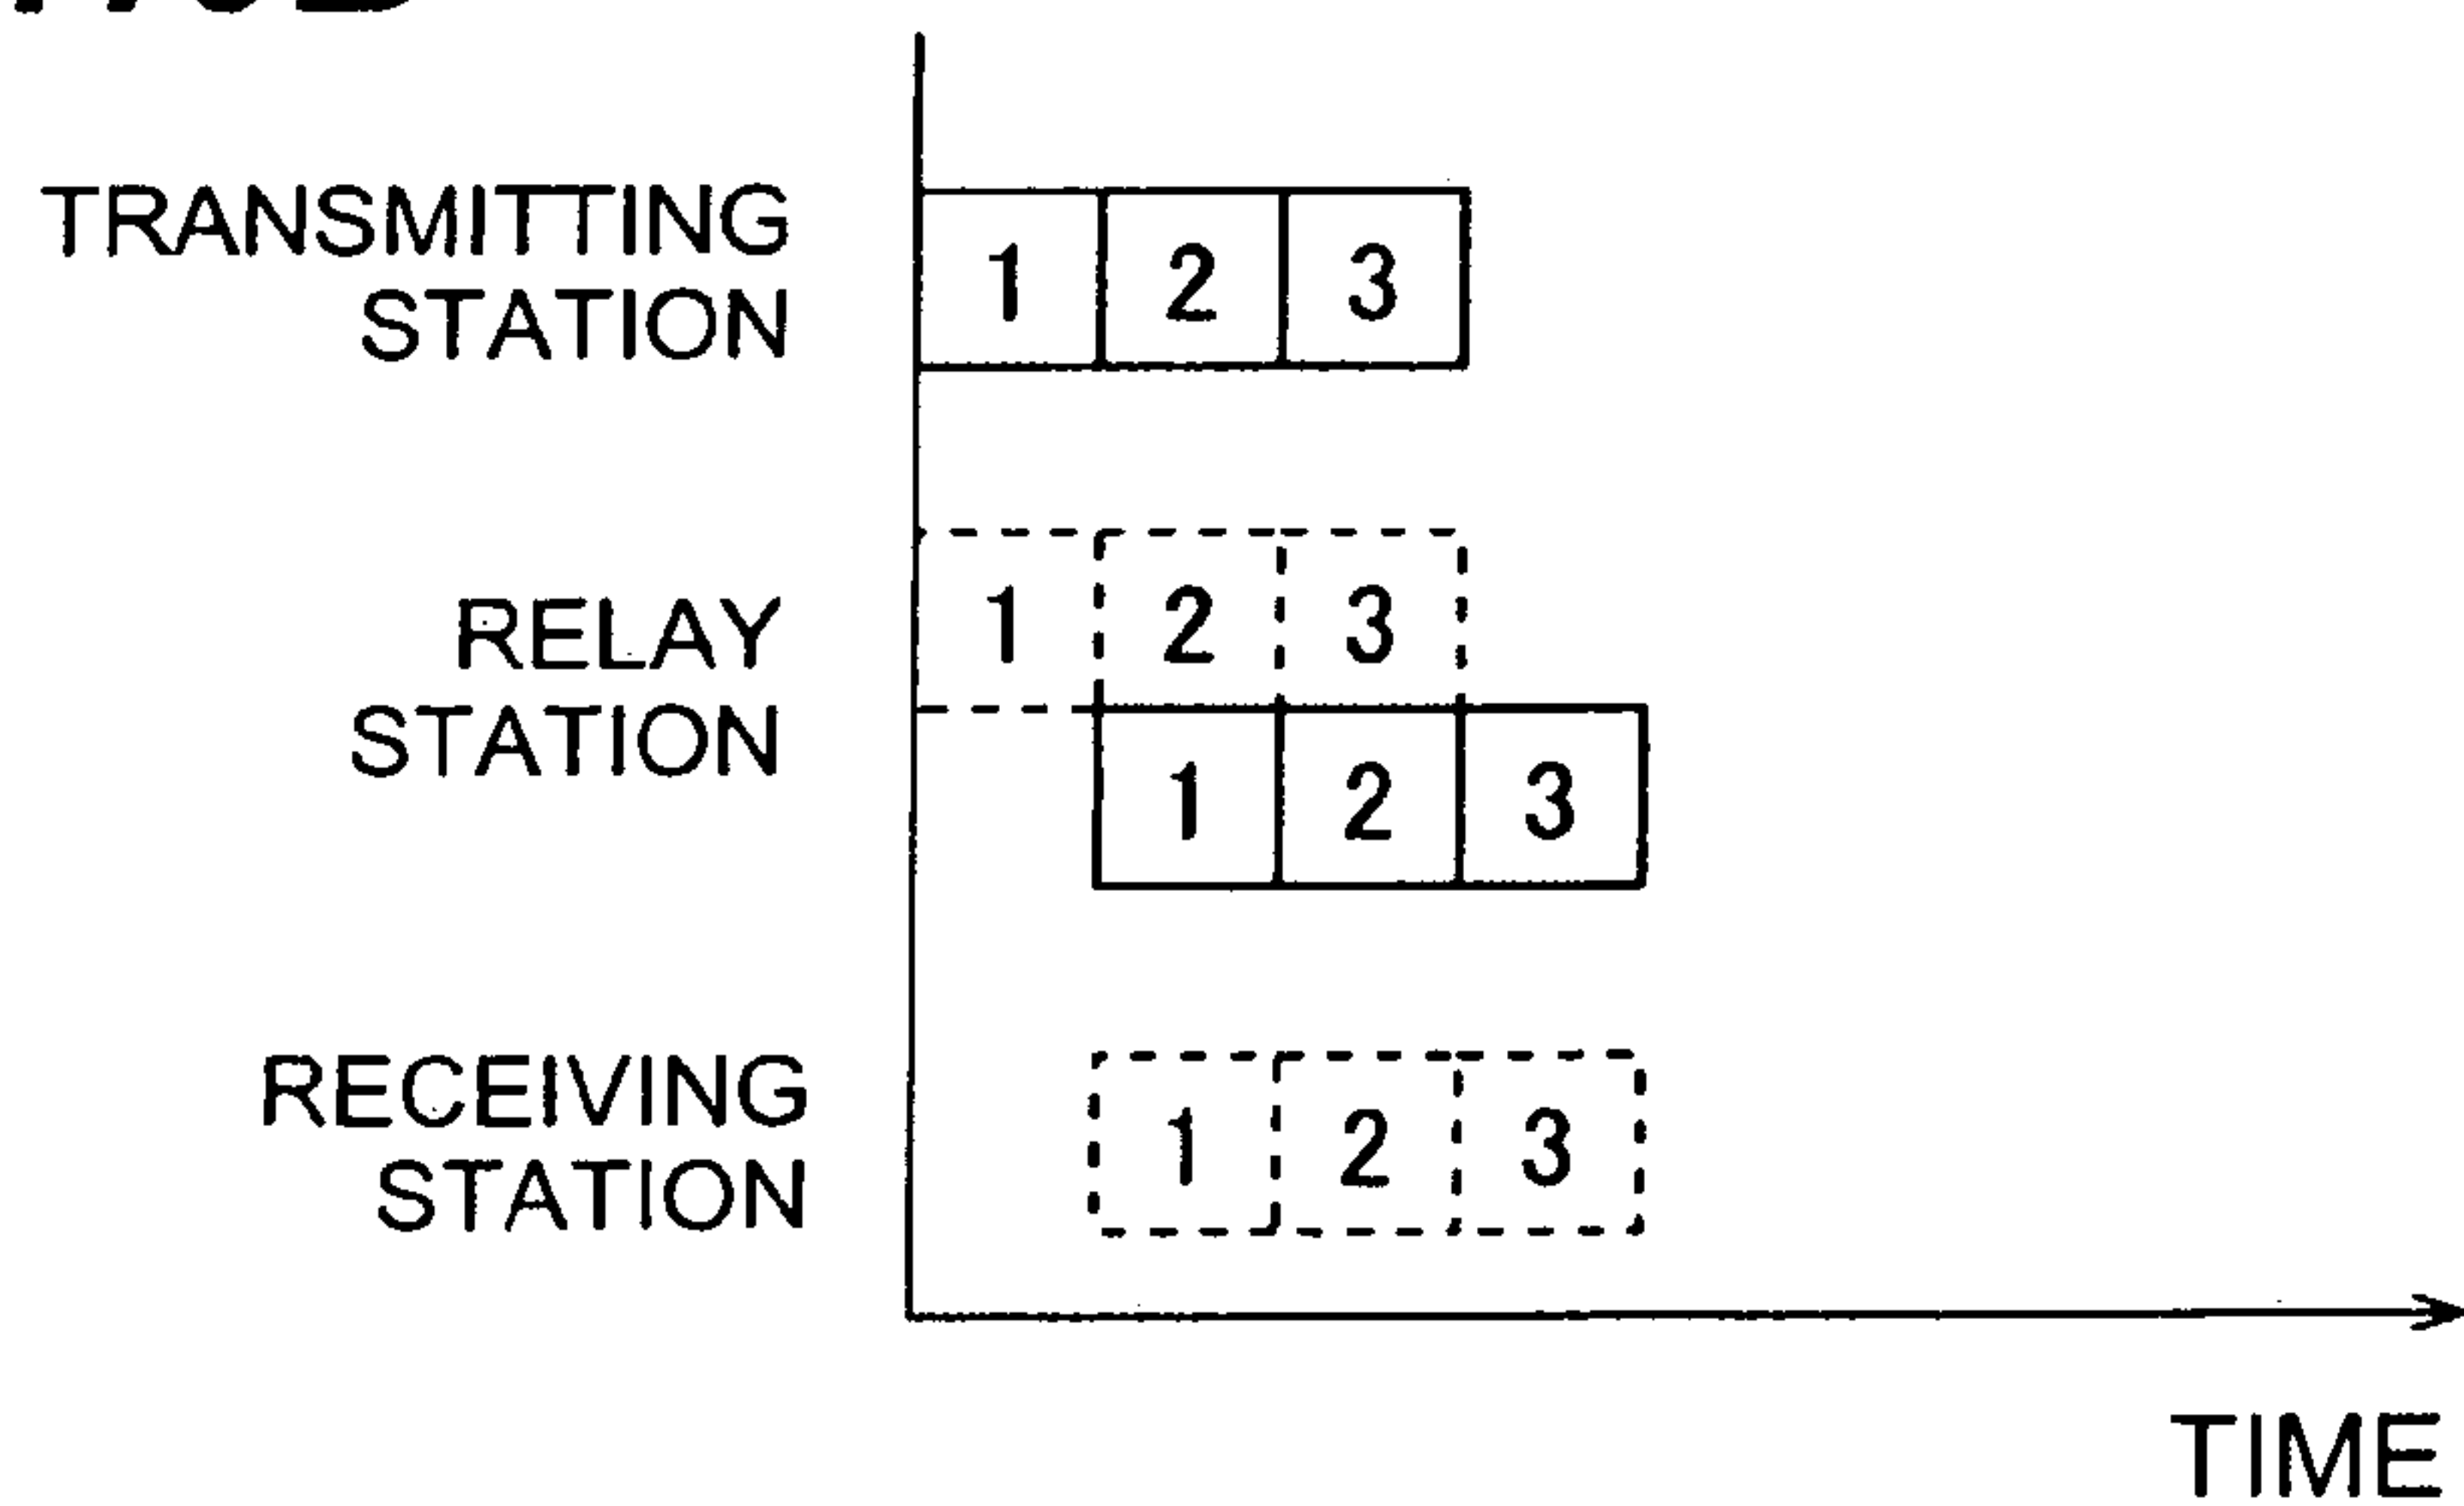 TRANSMITTING
STATION
1 2 3
RELAY
STATION
1 2 3
1 2 3
RECEIVING
STATION
1 2 3
TIME